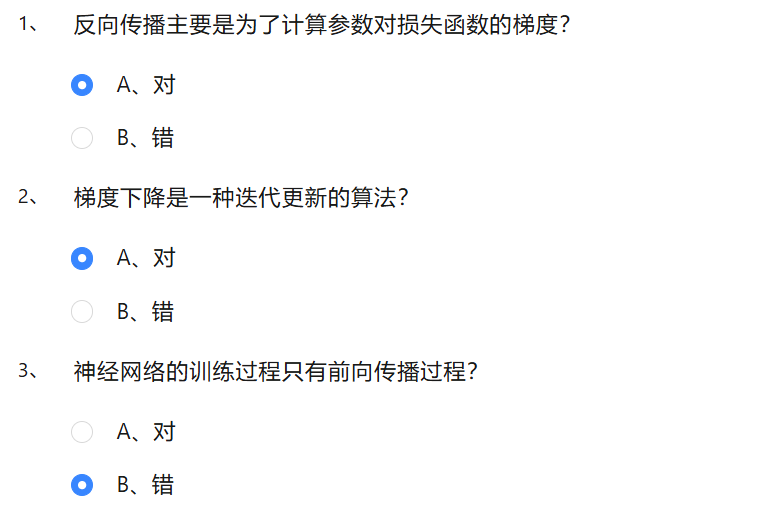 1、 反向传播主要是为了计算参数对损失函数的梯度？
A、对
B、错
2、 梯度下降是一种迭代更新的算法？
A、对
B、错
3、 神经网络的训练过程只有前向传播过程？
A、对
B、错